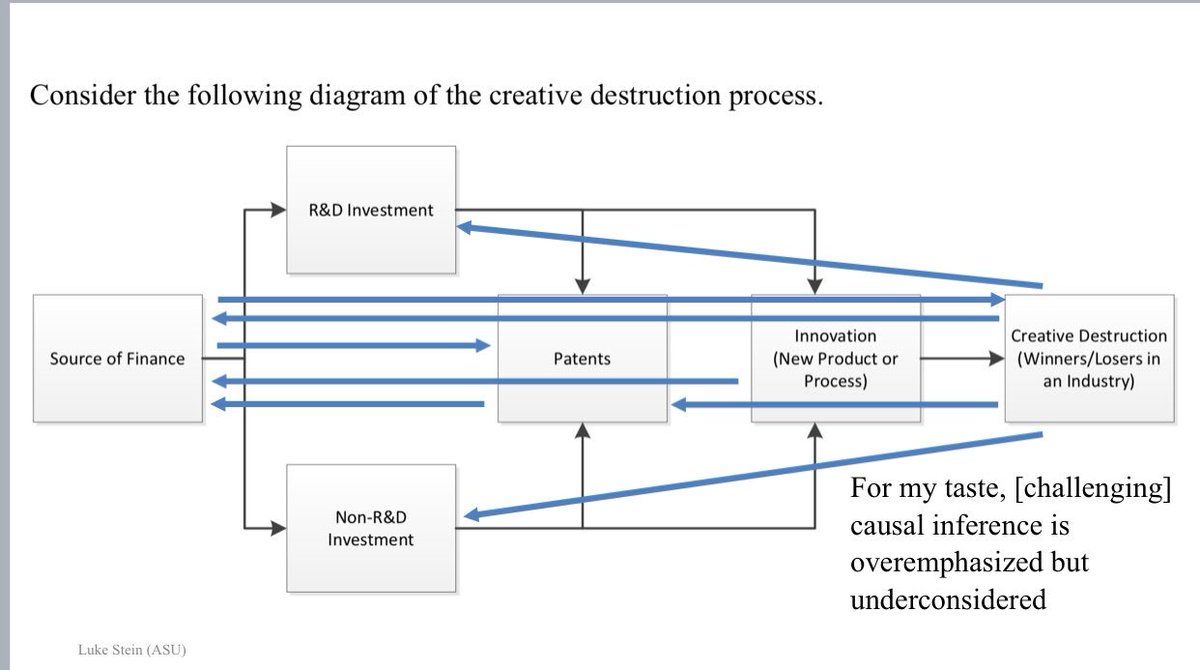 Consider the following diagram of the creative destruction process.
R&D Investment
Source of Finance
Patents
Innovation
(New Product or
Process)
Creative Destruction
(Winners/Losers in
an Industry)
Non-R&D
Investment
For my taste, [challenging]
causal inference is
overemphasized but
underconsidered
Luke Stein (ASU)